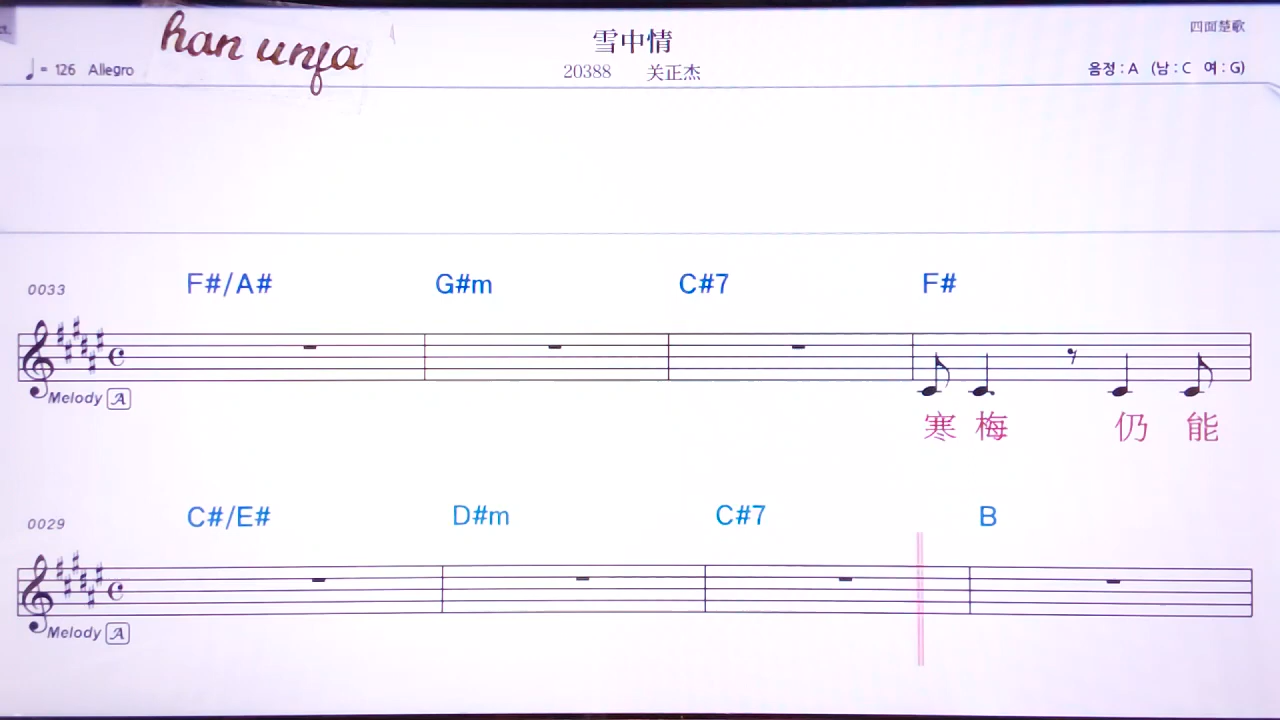 han unfa
雪中情
四面楚歌
♩= 126 Allegro
20388 关正杰
음정 : A (남 : C 여 : G)
0033 F#/A# G#m C#7 F#
Melody A
寒 梅 仍 能
0029 C#/E# D#m C#7 B
Melody A